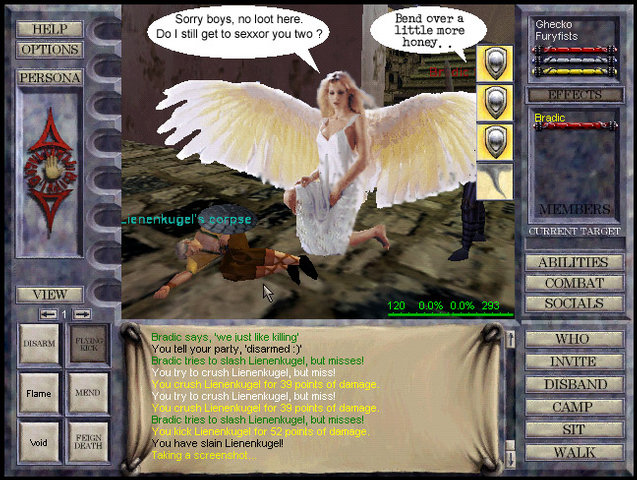 HELP
OPTIONS
PERSONA
VIEW
1
DISARM
FLYING
KICK
Flame
MEND
Void
FEIGN
DEATH
Sorry boys, no loot here.
Do I still get to sexxor you two ?
Bend over a
little more
honey. .
Lienenkugel's corpse
120 0.0% 0.0% 293
Bradic says, 'we just like killing'
You tell your party, 'disarmed :)'
Bradic tries to slash Lienenkugel, but misses!
You try to crush Lienenkugel, but miss!
You crush Lienenkugel for 39 points of damage.
You try to crush Lienenkugel, but miss!
You crush Lienenkugel for 39 points of damage.
Bradic tries to slash Lienenkugel, but misses!
You kick Lienenkugel for 52 points of damage.
You have slain Lienenkugel!
Taking a screenshot...
Ghecko
Furyfists
EFFECTS
Bradic
MEMBERS
CURRENT TARGET
ABILITIES
COMBAT
SOCIALS
WHO
INVITE
DISBAND
CAMP
SIT
WALK